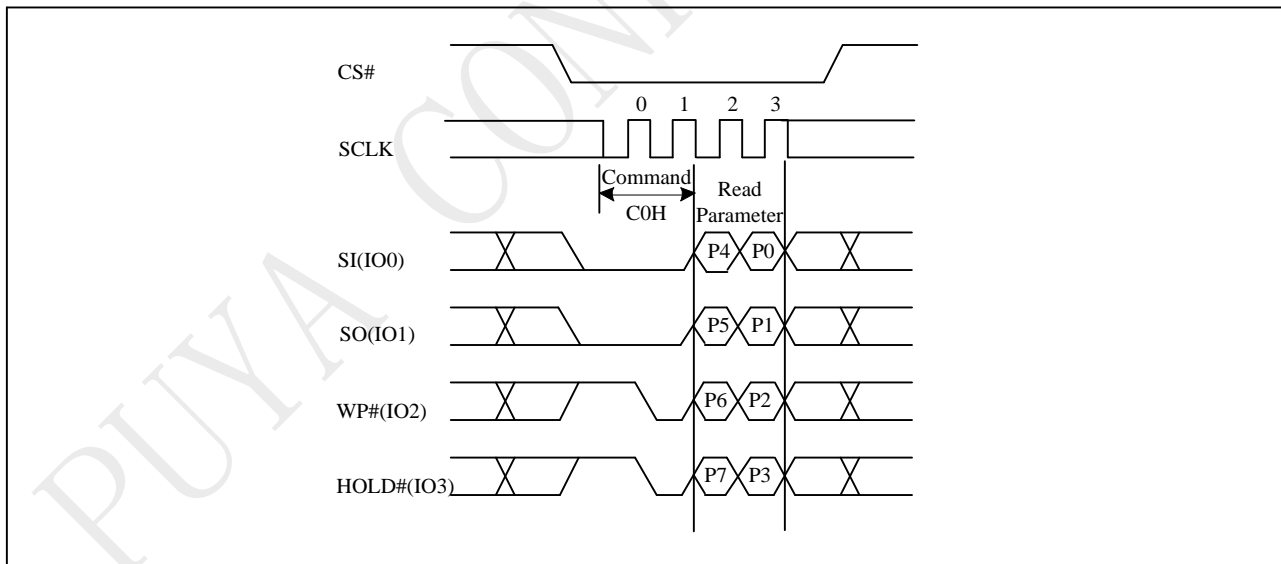 CS#
0 1 2 3
SCLK
Command
C0H
Read
Parameter
SI(IO0)
P4 P0
SO(IO1)
P5 P1
WP#(IO2)
P6 P2
HOLD#(IO3)
P7 P3
PUYA CON